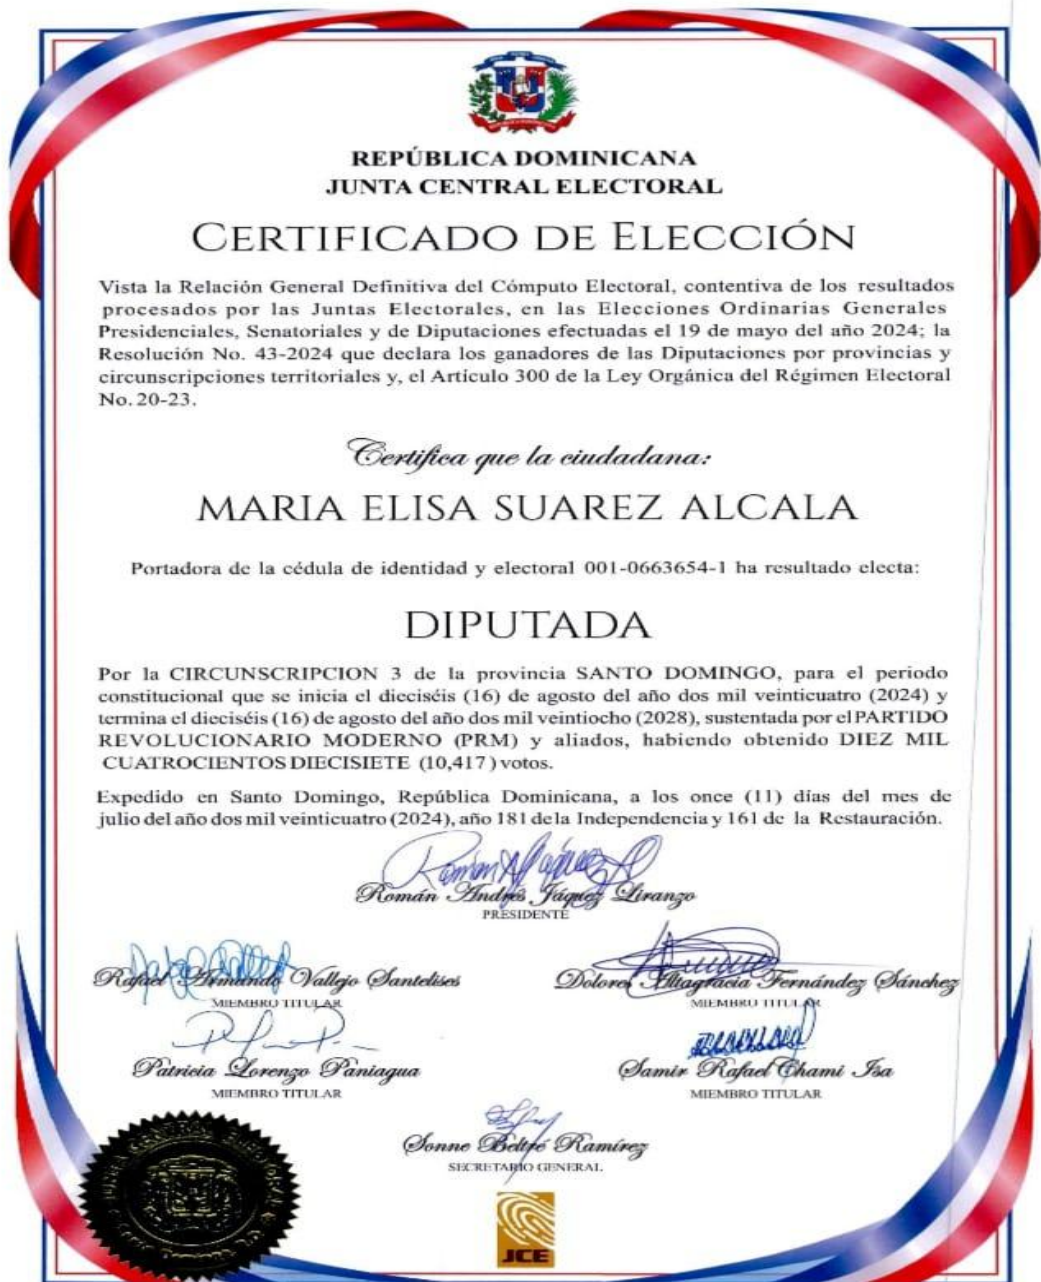 REPÚBLICA DOMINICANA
JUNTA CENTRAL ELECTORAL
CERTIFICADO DE ELECCIÓN
Vista la Relación General Definitiva del Cómputo Electoral, contentiva de los resultados
procesados por las Juntas Electorales, en las Elecciones Ordinarias Generales
Presidenciales, Senatoriales y de Diputaciones efectuadas el 19 de mayo del año 2024; la
Resolución No. 43-2024 que declara los ganadores de las Diputaciones por provincias y
circunscripciones territoriales y, el Artículo 300 de la Ley Orgánica del Régimen Electoral
No. 20-23.
Certifica que la ciudadana:
MARIA ELISA SUAREZ ALCALA
Portadora de la cédula de identidad y electoral 001-0663654-1 ha resultado electa:
DIPUTADA
Por la CIRCUNSCRIPCION 3 de la provincia SANTO DOMINGO, para el periodo
constitucional que se inicia el dieciséis (16) de agosto del año dos mil veinticuatro (2024) y
termina el dieciséis (16) de agosto del año dos mil veintiocho (2028), sustentada por el PARTIDO
REVOLUCIONARIO MODERNO (PRM) y aliados, habiendo obtenido DIEZ MIL
CUATROCIENTOS DIECISIETE (10,417) votos.
Expedido en Santo Domingo, República Dominicana, a los once (11) días del mes de
julio del año dos mil veinticuatro (2024), año 181 de la Independencia y 161 de la Restauración.
Román Andrés Jáquez Liranzo
PRESIDENTE
Rafael Armando Vallejo Santelises
MIEMBRO TITULAR
Dolores Altagracia Fernández Sánchez
MIEMBRO TITULAR
Patricia Lorenzo Paniagua
MIEMBRO TITULAR
Samir Rafael Chami Isa
MIEMBRO TITULAR
Sonne Beltré Ramírez
SECRETARIO GENERAL
JCE